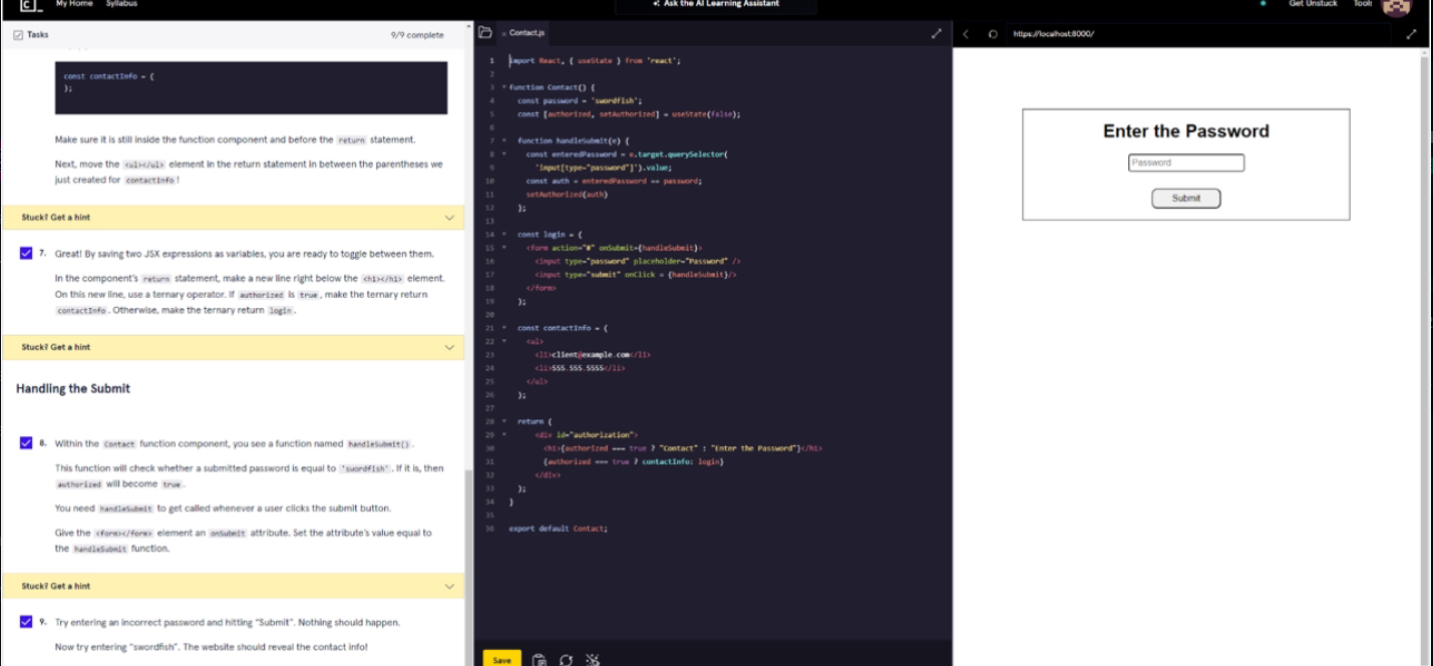 My Home Syllabus
Ask the AI Learning Assistant
Get Unstuck Tools
Tasks
9/9 complete
const contactInfo = (
);
Make sure it is still inside the function component and before the return statement.
Next, move the <ul></ul> element in the return statement in between the parentheses we
just created for contactInfo!
Stuck? Get a hint
7. Great! By saving two JSX expressions as variables, you are ready to toggle between them.
In the component's return statement, make a new line right below the <h1></h1> element.
On this new line, use a ternary operator. If authorized is true, make the ternary return
contactInfo. Otherwise, make the ternary return login.
Stuck? Get a hint
Handling the Submit
8. Within the Contact function component, you see a function named handleSubmit().
This function will check whether a submitted password is equal to 'swordfish'. If it is, then
authorized will become true.
You need handleSubmit to get called whenever a user clicks the submit button.
Give the <form></form> element an onSubmit attribute. Set the attribute's value equal to
the handleSubmit function.
Stuck? Get a hint
9. Try entering an incorrect password and hitting "Submit". Nothing should happen.
Now try entering "swordfish". The website should reveal the contact info!
Contact.js
1 import React, { useState } from 'react';
2
3 function Contact() {
4 const password = 'swordfish';
5 const [authorized, setAuthorized] = useState(false);
6
7 function handleSubmit(e) {
8 const enteredPassword = e.target.querySelector(
9 'input[type="password"]').value;
10 const auth = enteredPassword == password;
11 setAuthorized(auth)
12 };
13
14 const login = (
15 <form action="#" onSubmit={handleSubmit}>
16 <input type="password" placeholder="Password" />
17 <input type="submit" onClick = {handleSubmit}/>
18 </form>
19 );
20
21 const contactInfo = (
22 <ul>
23 <li>client@example.com</li>
24 <li>555.555.5555</li>
25 </ul>
26 );
27
28 return (
29 <div id="authorization">
30 <h1>{authorized === true ? "Contact" : "Enter the Password"}</h1>
31 {authorized === true ? contactInfo: login}
32 </div>
33 );
34 }
35
36 export default Contact;
Save
https://localhost:8000/
Enter the Password
Password
Submit